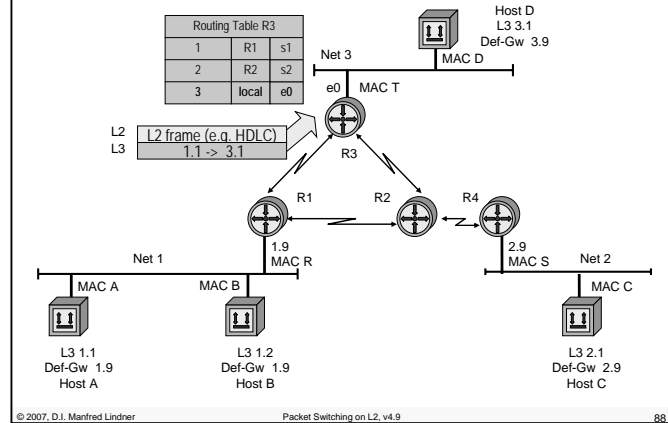 Host D
L3 3.1
Def-Gw 3.9
Routing Table R3
1 R1 s1
2 R2 s2
3 local e0
Net 3
MAC D
e0
MAC T
L2 L2 frame (e.g. HDLC)
L3 1.1 -> 3.1
R3
R1
R2
R4
1.9
MAC R
2.9
MAC S
Net 1
Net 2
MAC A
MAC B
MAC C
L3 1.1
Def-Gw 1.9
Host A
L3 1.2
Def-Gw 1.9
Host B
L3 2.1
Def-Gw 2.9
Host C
© 2007, D.I. Manfred Lindner
Packet Switching on L2, v4.9
88